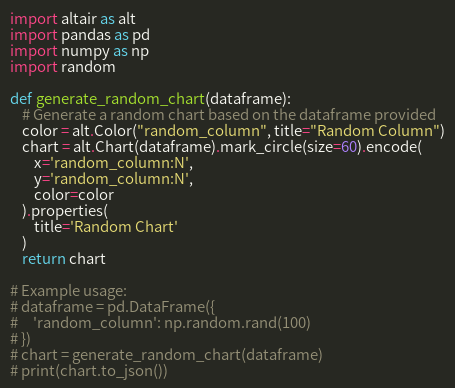 import altair as alt
import pandas as pd
import numpy as np
import random

def generate_random_chart(dataframe):
    # Generate a random chart based on the dataframe provided
    color = alt.Color("random_column", title="Random Column")
    chart = alt.Chart(dataframe).mark_circle(size=60).encode(
        x='random_column:N',
        y='random_column:N',
        color=color
    ).properties(
        title='Random Chart'
    )
    return chart

# Example usage:
# dataframe = pd.DataFrame({
#     'random_column': np.random.rand(100)
# })
# chart = generate_random_chart(dataframe)
# print(chart.to_json())